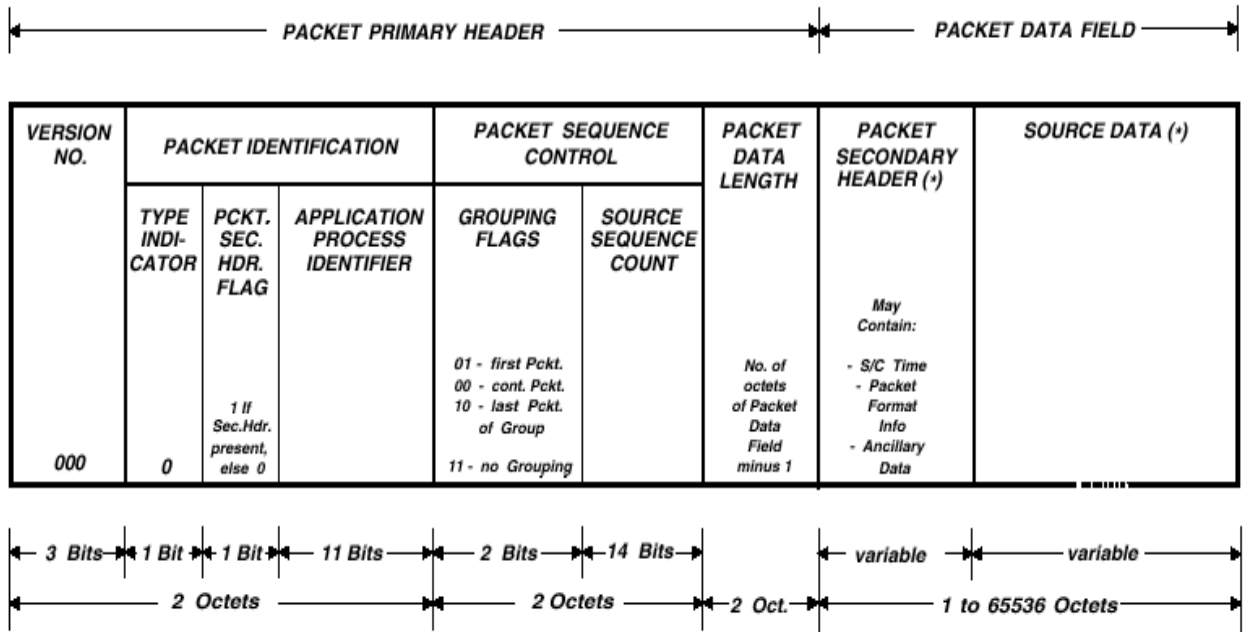 PACKET PRIMARY HEADER
PACKET DATA FIELD
VERSION
NO.
000
PACKET IDENTIFICATION
TYPE
INDI-
CATOR
0
PCKT.
SEC.
HDR.
FLAG
1 If
Sec.Hdr.
present,
else 0
APPLICATION
PROCESS
IDENTIFIER
PACKET SEQUENCE
CONTROL
GROUPING
FLAGS
01 - first Pckt.
00 - cont. Pckt.
10 - last Pckt.
of Group
11 - no Grouping
SOURCE
SEQUENCE
COUNT
PACKET
DATA
LENGTH
No. of
octets
of Packet
Data
Field
minus 1
PACKET
SECONDARY
HEADER (*)
May
Contain:
- S/C Time
- Packet
Format
Info
- Ancillary
Data
SOURCE DATA (*)
3 Bits
1 Bit
1 Bit
11 Bits
2 Bits
14 Bits
variable
variable
2 Octets
2 Octets
2 Oct.
1 to 65536 Octets